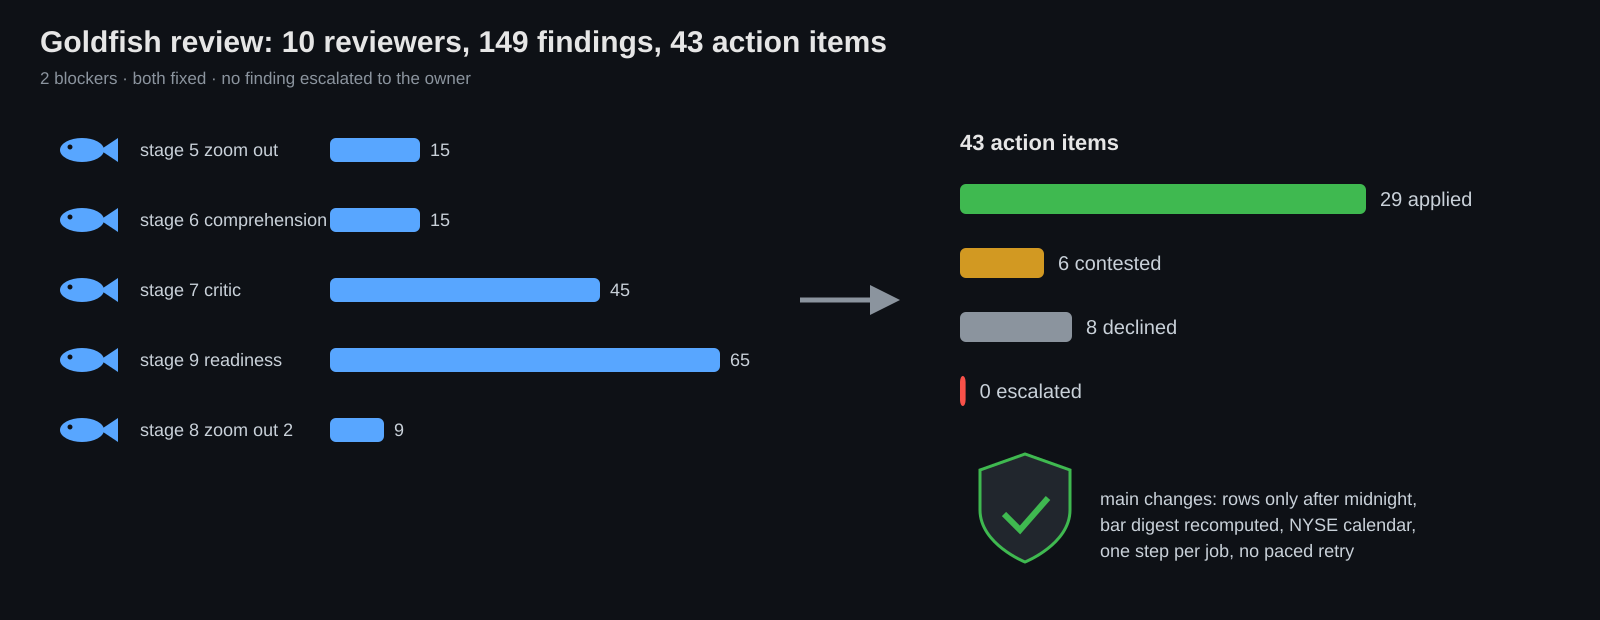 Goldfish review: 10 reviewers, 149 findings, 43 action items
2 blockers · both fixed · no finding escalated to the owner
stage 5 zoom out 15
stage 6 comprehension 15
stage 7 critic 45
stage 9 readiness 65
stage 8 zoom out 2 9
43 action items
29 applied
6 contested
8 declined
0 escalated
main changes: rows only after midnight,
bar digest recomputed, NYSE calendar,
one step per job, no paced retry